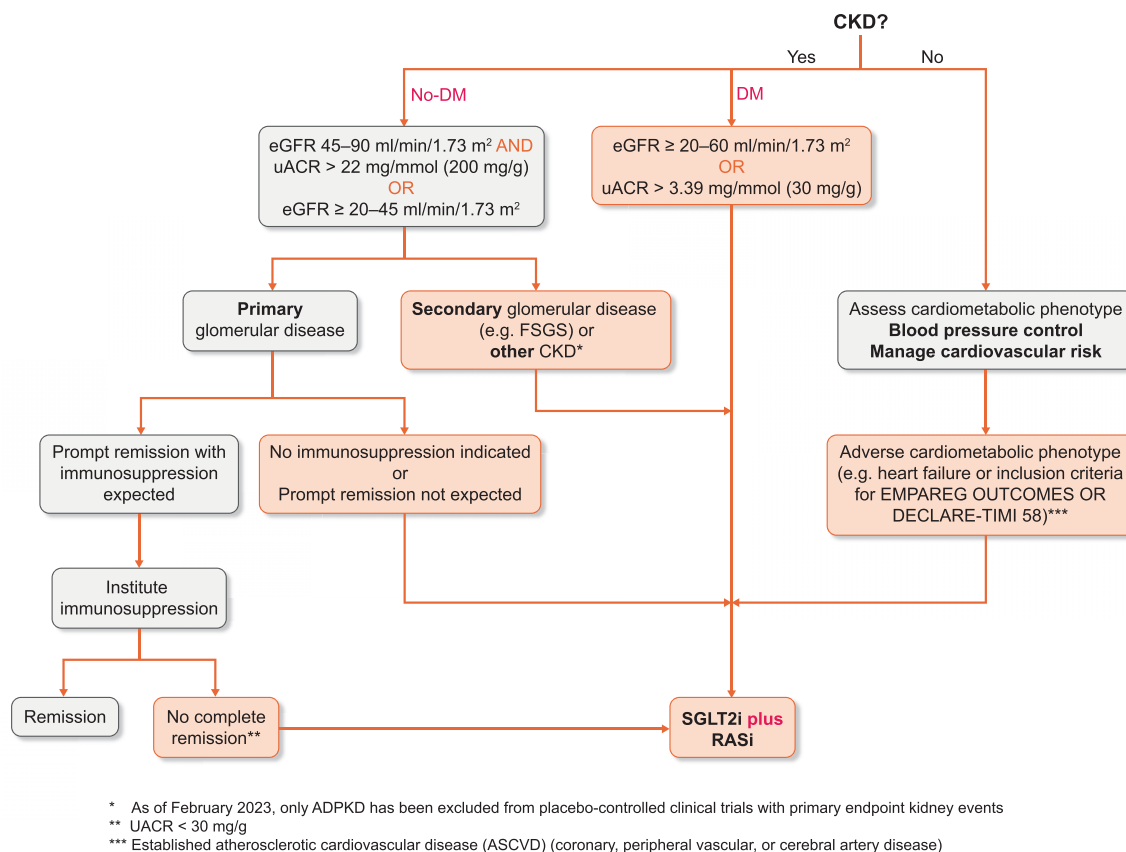 CKD?
Yes
No
No-DM
DM
eGFR 45–90 ml/min/1.73 m² AND
uACR > 22 mg/mmol (200 mg/g)
OR
eGFR ≥ 20–45 ml/min/1.73 m²
eGFR ≥ 20–60 ml/min/1.73 m²
OR
uACR > 3.39 mg/mmol (30 mg/g)
Primary
glomerular disease
Secondary glomerular disease
(e.g. FSGS) or
other CKD*
Assess cardiometabolic phenotype
Blood pressure control
Manage cardiovascular risk
Prompt remission with
immunosuppression
expected
No immunosuppression indicated
or
Prompt remission not expected
Adverse cardiometabolic phenotype
(e.g. heart failure or inclusion criteria
for EMPAREG OUTCOMES OR
DECLARE-TIMI 58)***
Institute
immunosuppression
Remission
No complete
remission**
SGLT2i plus
RASi
* As of February 2023, only ADPKD has been excluded from placebo-controlled clinical trials with primary endpoint kidney events
** UACR < 30 mg/g
*** Established atherosclerotic cardiovascular disease (ASCVD) (coronary, peripheral vascular, or cerebral artery disease)